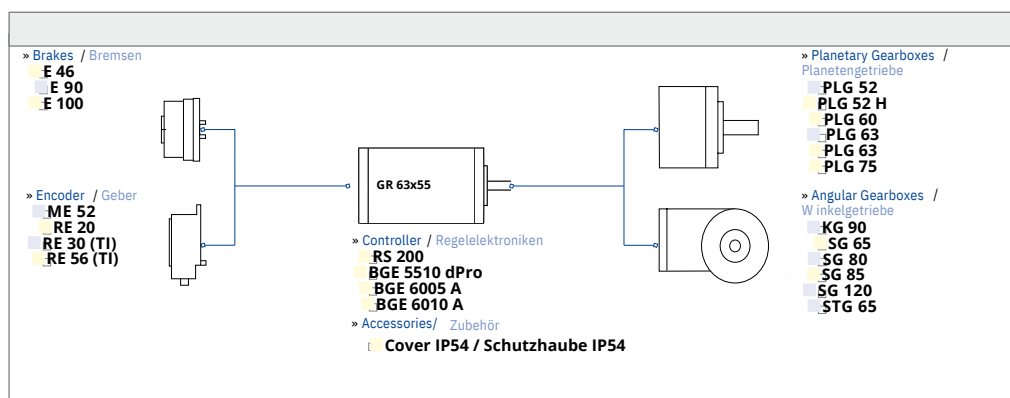 » Brakes / Bremsen
E 46
E 90
E 100
» Encoder / Geber
ME 52
RE 20
RE 30 (TI)
RE 56 (TI)
GR 63x55
» Controller / Regelelektroniken
RS 200
BGE 5510 dPro
BGE 6005 A
BGE 6010 A
» Accessories/ Zubehör
Cover IP54 / Schutzhaube IP54
» Planetary Gearboxes /
Planetengetriebe
PLG 52
PLG 52 H
PLG 60
PLG 63
PLG 63
PLG 75
» Angular Gearboxes /
W inkelgetriebe
KG 90
SG 65
SG 80
SG 85
SG 120
STG 65